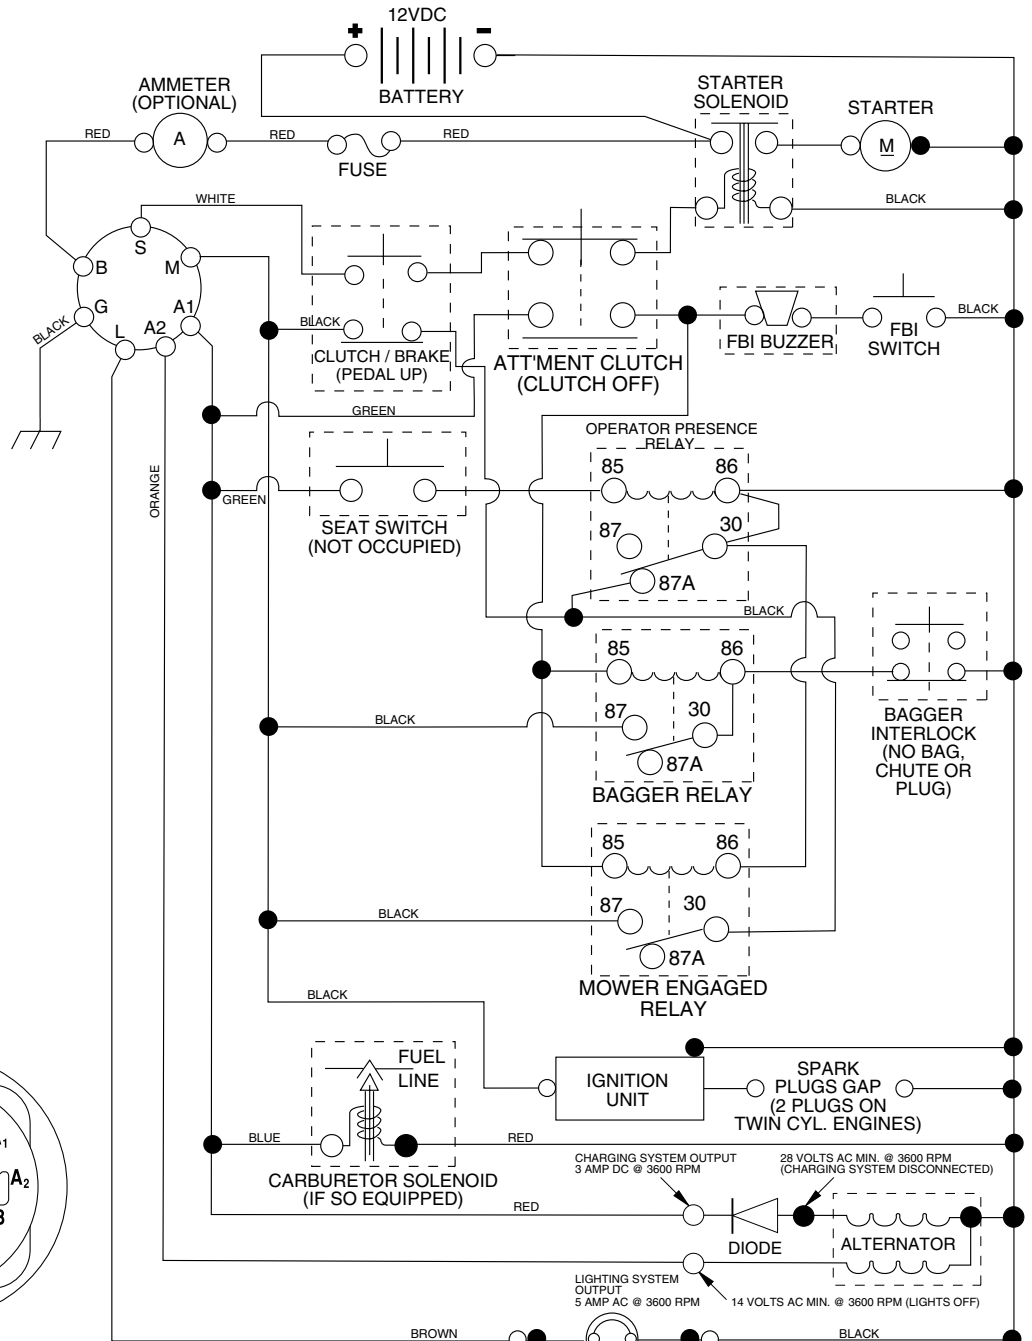 12VDC
+ -
BATTERY
AMMETER
(OPTIONAL)
STARTER
SOLENOID
STARTER
RED
A
RED
FUSE
RED
M
WHITE
BLACK
S
B
M
G
A1
L
A2
BLACK
BLACK
CLUTCH / BRAKE
(PEDAL UP)
ATT'MENT CLUTCH
(CLUTCH OFF)
FBI BUZZER
FBI
SWITCH
BLACK
GREEN
OPERATOR PRESENCE
RELAY
85 86
87 30
87A
ORANGE
GREEN
SEAT SWITCH
(NOT OCCUPIED)
BLACK
85 86
87 30
87A
BAGGER RELAY
BLACK
BAGGER
INTERLOCK
(NO BAG,
CHUTE OR
PLUG)
85 86
87 30
87A
MOWER ENGAGED
RELAY
BLACK
BLACK
FUEL
LINE
IGNITION
UNIT
SPARK
PLUGS GAP
(2 PLUGS ON
TWIN CYL. ENGINES)
BLUE
RED
CARBURETOR SOLENOID
(IF SO EQUIPPED)
CHARGING SYSTEM OUTPUT
3 AMP DC @ 3600 RPM
28 VOLTS AC MIN. @ 3600 RPM
(CHARGING SYSTEM DISCONNECTED)
A₂
RED
DIODE
ALTERNATOR
LIGHTING SYSTEM
OUTPUT
5 AMP AC @ 3600 RPM
14 VOLTS AC MIN. @ 3600 RPM (LIGHTS OFF)
BROWN
BLACK